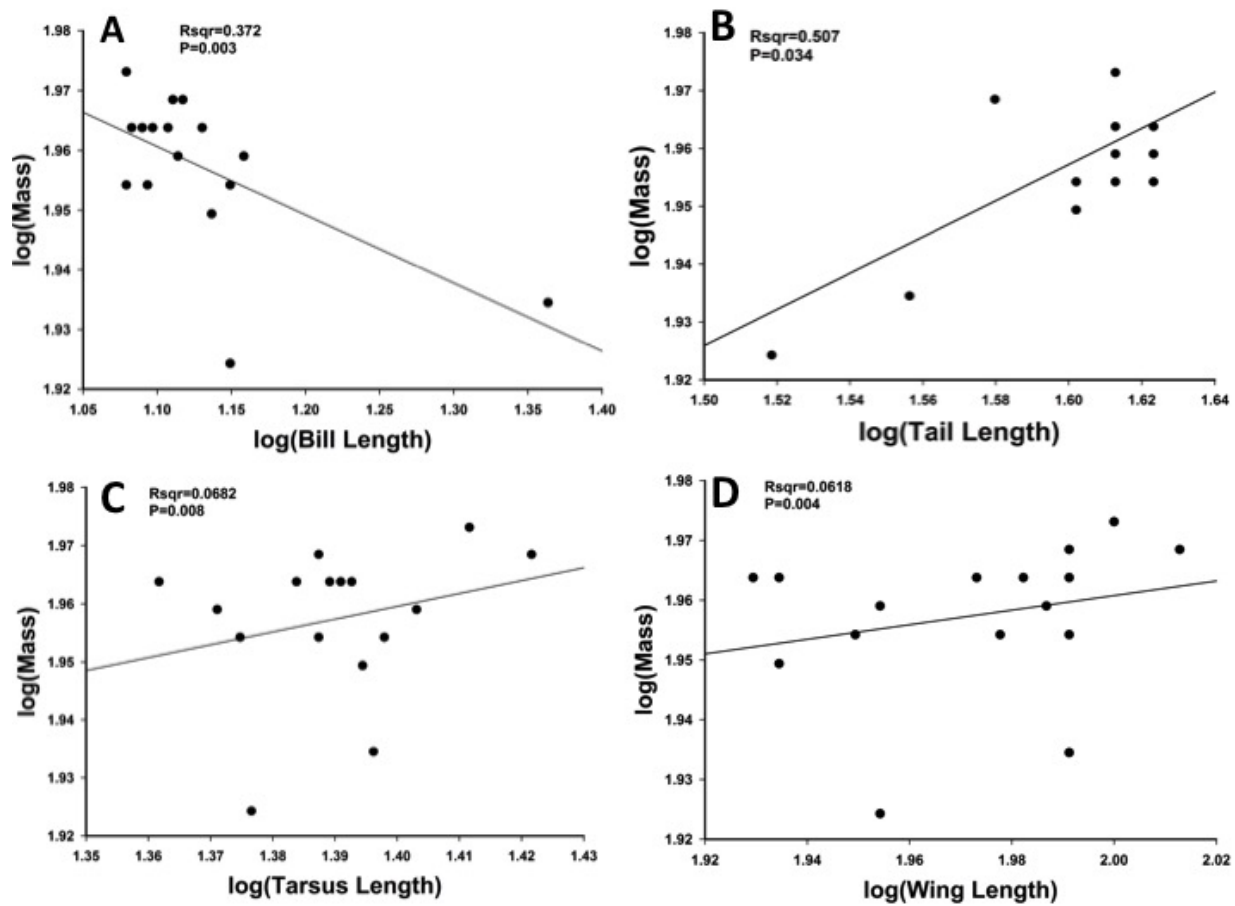 A
Rsqr=0.372
P=0.003
1.98
1.97
1.96
1.95
1.94
1.93
1.92
log(Mass)
1.05
1.10
1.15
1.20
1.25
1.30
1.35
1.40
log(Bill Length)
B
Rsqr=0.507
P=0.034
1.98
1.97
1.96
1.95
1.94
1.93
1.92
log(Mass)
1.50
1.52
1.54
1.56
1.58
1.60
1.62
1.64
log(Tail Length)
C
Rsqr=0.0682
P=0.008
1.98
1.97
1.96
1.95
1.94
1.93
1.92
log(Mass)
1.35
1.36
1.37
1.38
1.39
1.40
1.41
1.42
1.43
log(Tarsus Length)
D
Rsqr=0.0618
P=0.004
1.98
1.97
1.96
1.95
1.94
1.93
1.92
log(Mass)
1.92
1.94
1.96
1.98
2.00
2.02
log(Wing Length)